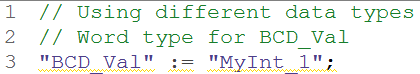 1 // Using different data types
2 // Word type for BCD_Val
3 "BCD_Val" := "MyInt_1";